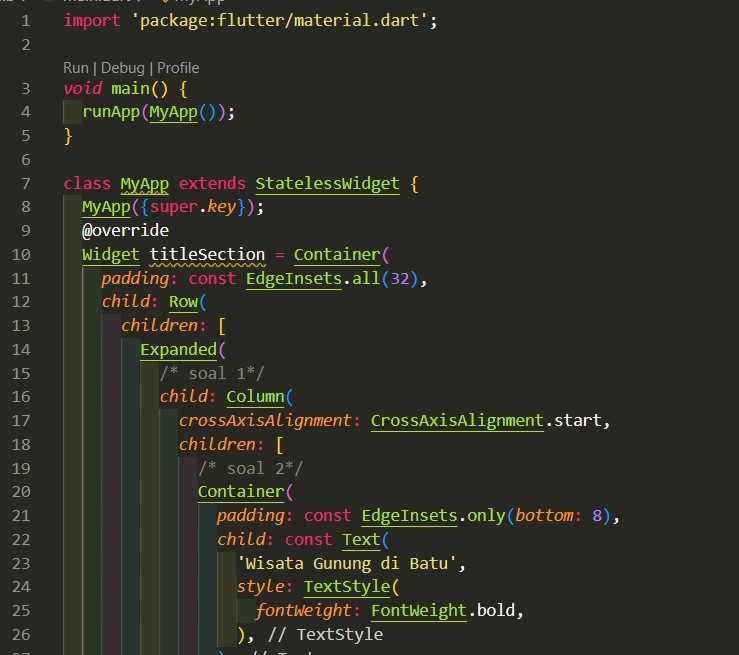 1 import 'package:flutter/material.dart';
2
Run | Debug | Profile
3 void main() {
4 runApp(MyApp());
5 }
6
7 class MyApp extends StatelessWidget {
8 MyApp({super.key});
9 @override
10 Widget titleSection = Container(
11 padding: const EdgeInsets.all(32),
12 child: Row(
13 children: [
14 Expanded(
15 /* soal 1*/
16 child: Column(
17 crossAxisAlignment: CrossAxisAlignment.start,
18 children: [
19 /* soal 2*/
20 Container(
21 padding: const EdgeInsets.only(bottom: 8),
22 child: const Text(
23 'Wisata Gunung di Batu',
24 style: TextStyle(
25 fontWeight: FontWeight.bold,
26 ), // TextStyle